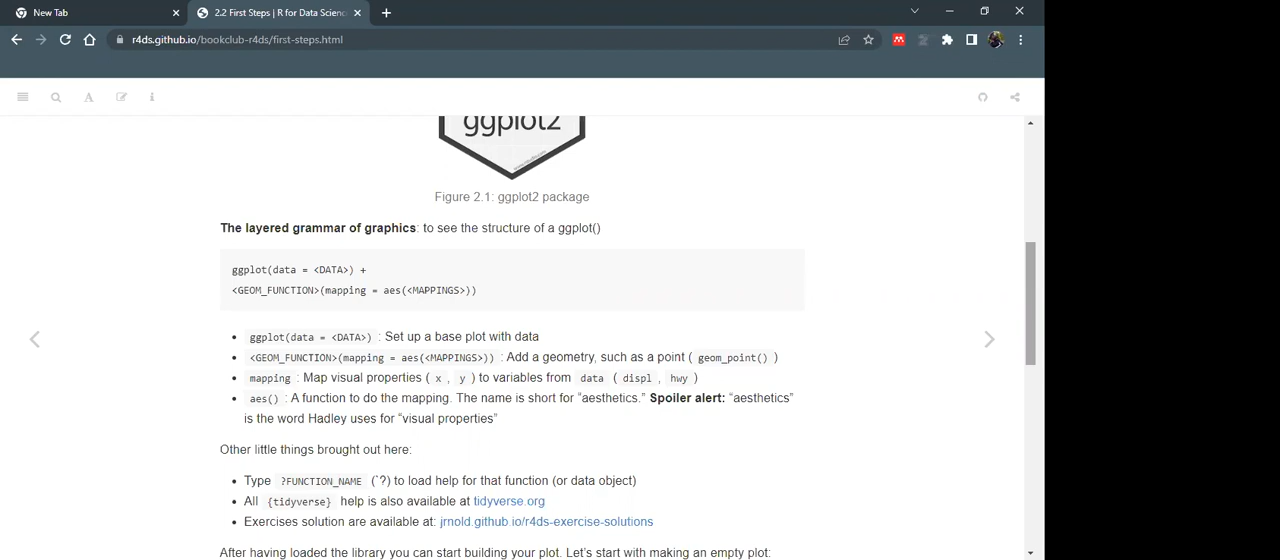 New Tab
2.2 First Steps | R for Data Scienc
r4ds.github.io/bookclub-r4ds/first-steps.html
ggplot2
Figure 2.1: ggplot2 package
The layered grammar of graphics: to see the structure of a ggplot()
ggplot(data = <DATA>) +
<GEOM_FUNCTION>(mapping = aes(<MAPPINGS>))
ggplot(data = <DATA>) : Set up a base plot with data
<GEOM_FUNCTION>(mapping = aes(<MAPPINGS>)) : Add a geometry, such as a point ( geom_point() )
mapping : Map visual properties ( x , y ) to variables from data ( displ , hwy )
aes() : A function to do the mapping. The name is short for “aesthetics.” Spoiler alert: “aesthetics”
is the word Hadley uses for “visual properties”
Other little things brought out here:
Type ?FUNCTION_NAME (`?) to load help for that function (or data object)
All {tidyverse} help is also available at tidyverse.org
Exercises solution are available at: jrnold.github.io/r4ds-exercise-solutions
After having loaded the library you can start building your plot. Let’s start with making an empty plot: